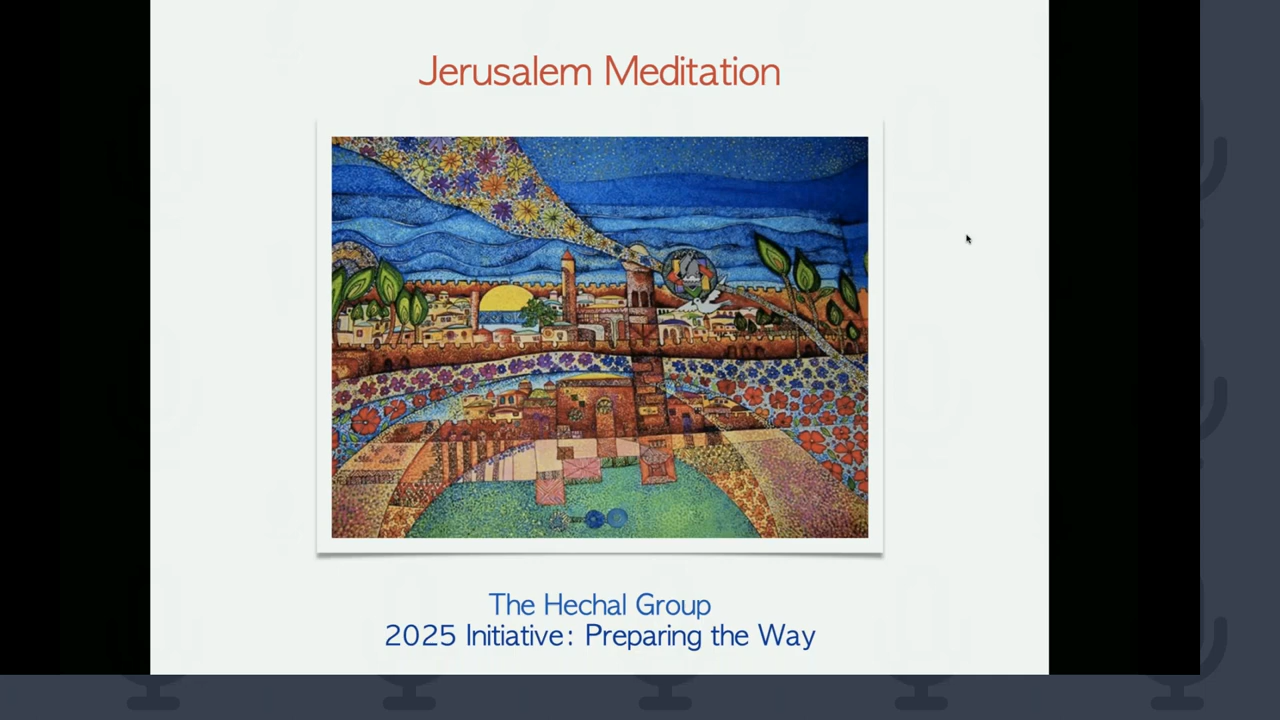 Jerusalem Meditation
The Hechal Group
2025 Initiative: Preparing the Way